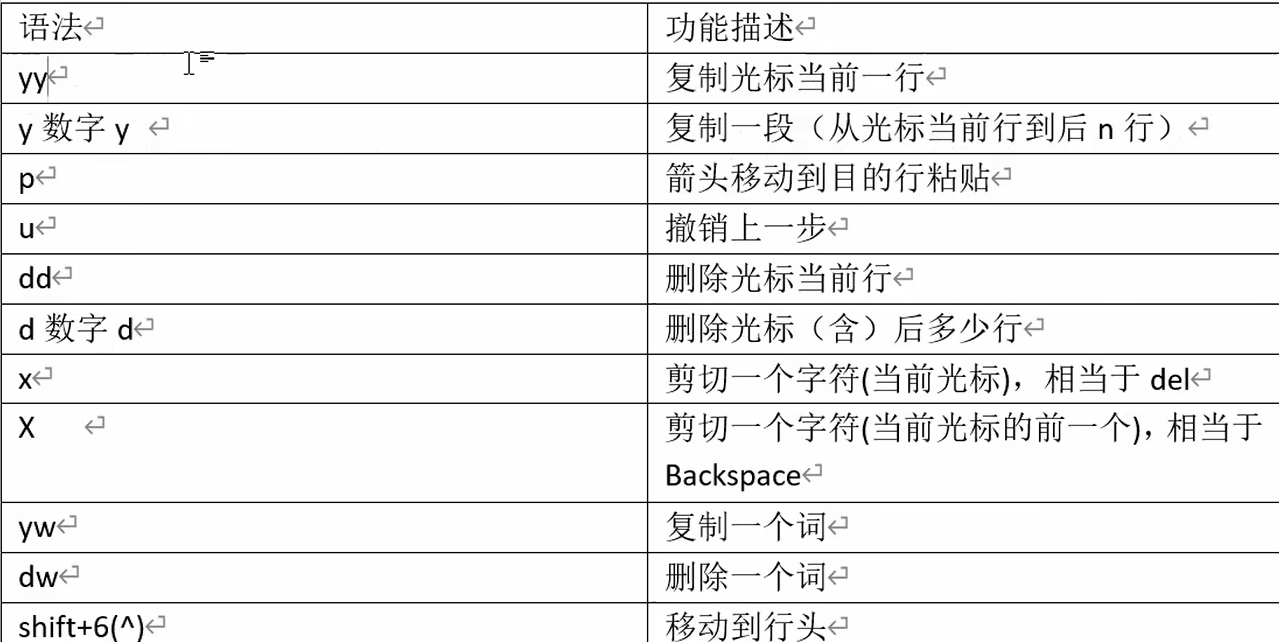 语法 功能描述
yy 复制光标当前一行
y 数字 y 复制一段（从光标当前行到后 n 行）
p 箭头移动到目的行粘贴
u 撤销上一步
dd 删除光标当前行
d 数字 d 删除光标（含）后多少行
x 剪切一个字符(当前光标)，相当于 del
X 剪切一个字符(当前光标的前一个)，相当于
Backspace
yw 复制一个词
dw 删除一个词
shift+6(^) 移动到行头